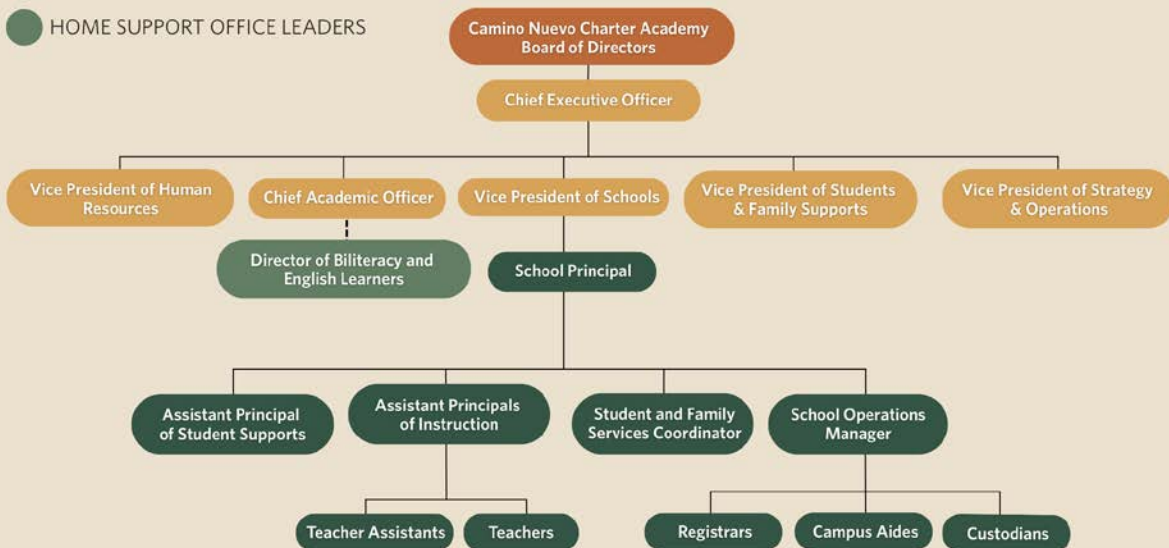 HOME SUPPORT OFFICE LEADERS
Camino Nuevo Charter Academy
Board of Directors
Chief Executive Officer
Vice President of Human
Resources
Chief Academic Officer
Vice President of Schools
Vice President of Students
& Family Supports
Vice President of Strategy
& Operations
Director of Biliteracy and
English Learners
School Principal
Assistant Principal
of Student Supports
Assistant Principals
of Instruction
Student and Family
Services Coordinator
School Operations
Manager
Teacher Assistants
Teachers
Registrars
Campus Aides
Custodians